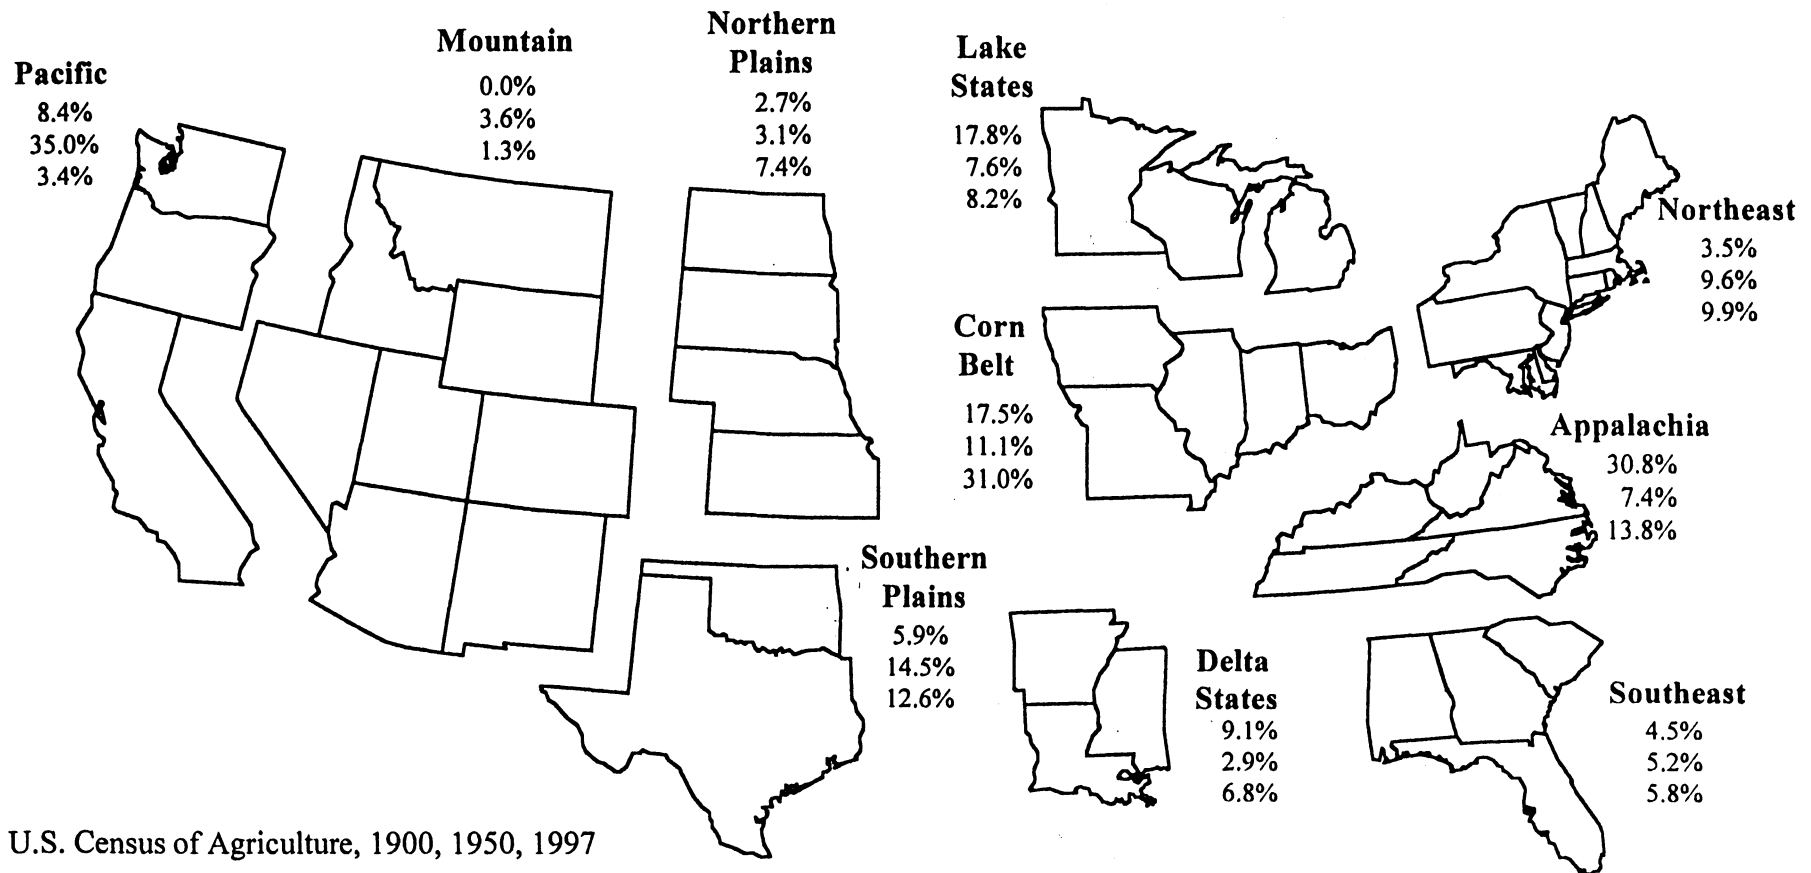 Pacific
8.4%
35.0%
3.4%
Mountain
0.0%
3.6%
1.3%
Northern
Plains
2.7%
3.1%
7.4%
Lake
States
17.8%
7.6%
8.2%
Northeast
3.5%
9.6%
9.9%
Corn
Belt
17.5%
11.1%
31.0%
Appalachia
30.8%
7.4%
13.8%
Southern
Plains
5.9%
14.5%
12.6%
Delta
States
9.1%
2.9%
6.8%
Southeast
4.5%
5.2%
5.8%
U.S. Census of Agriculture, 1900, 1950, 1997